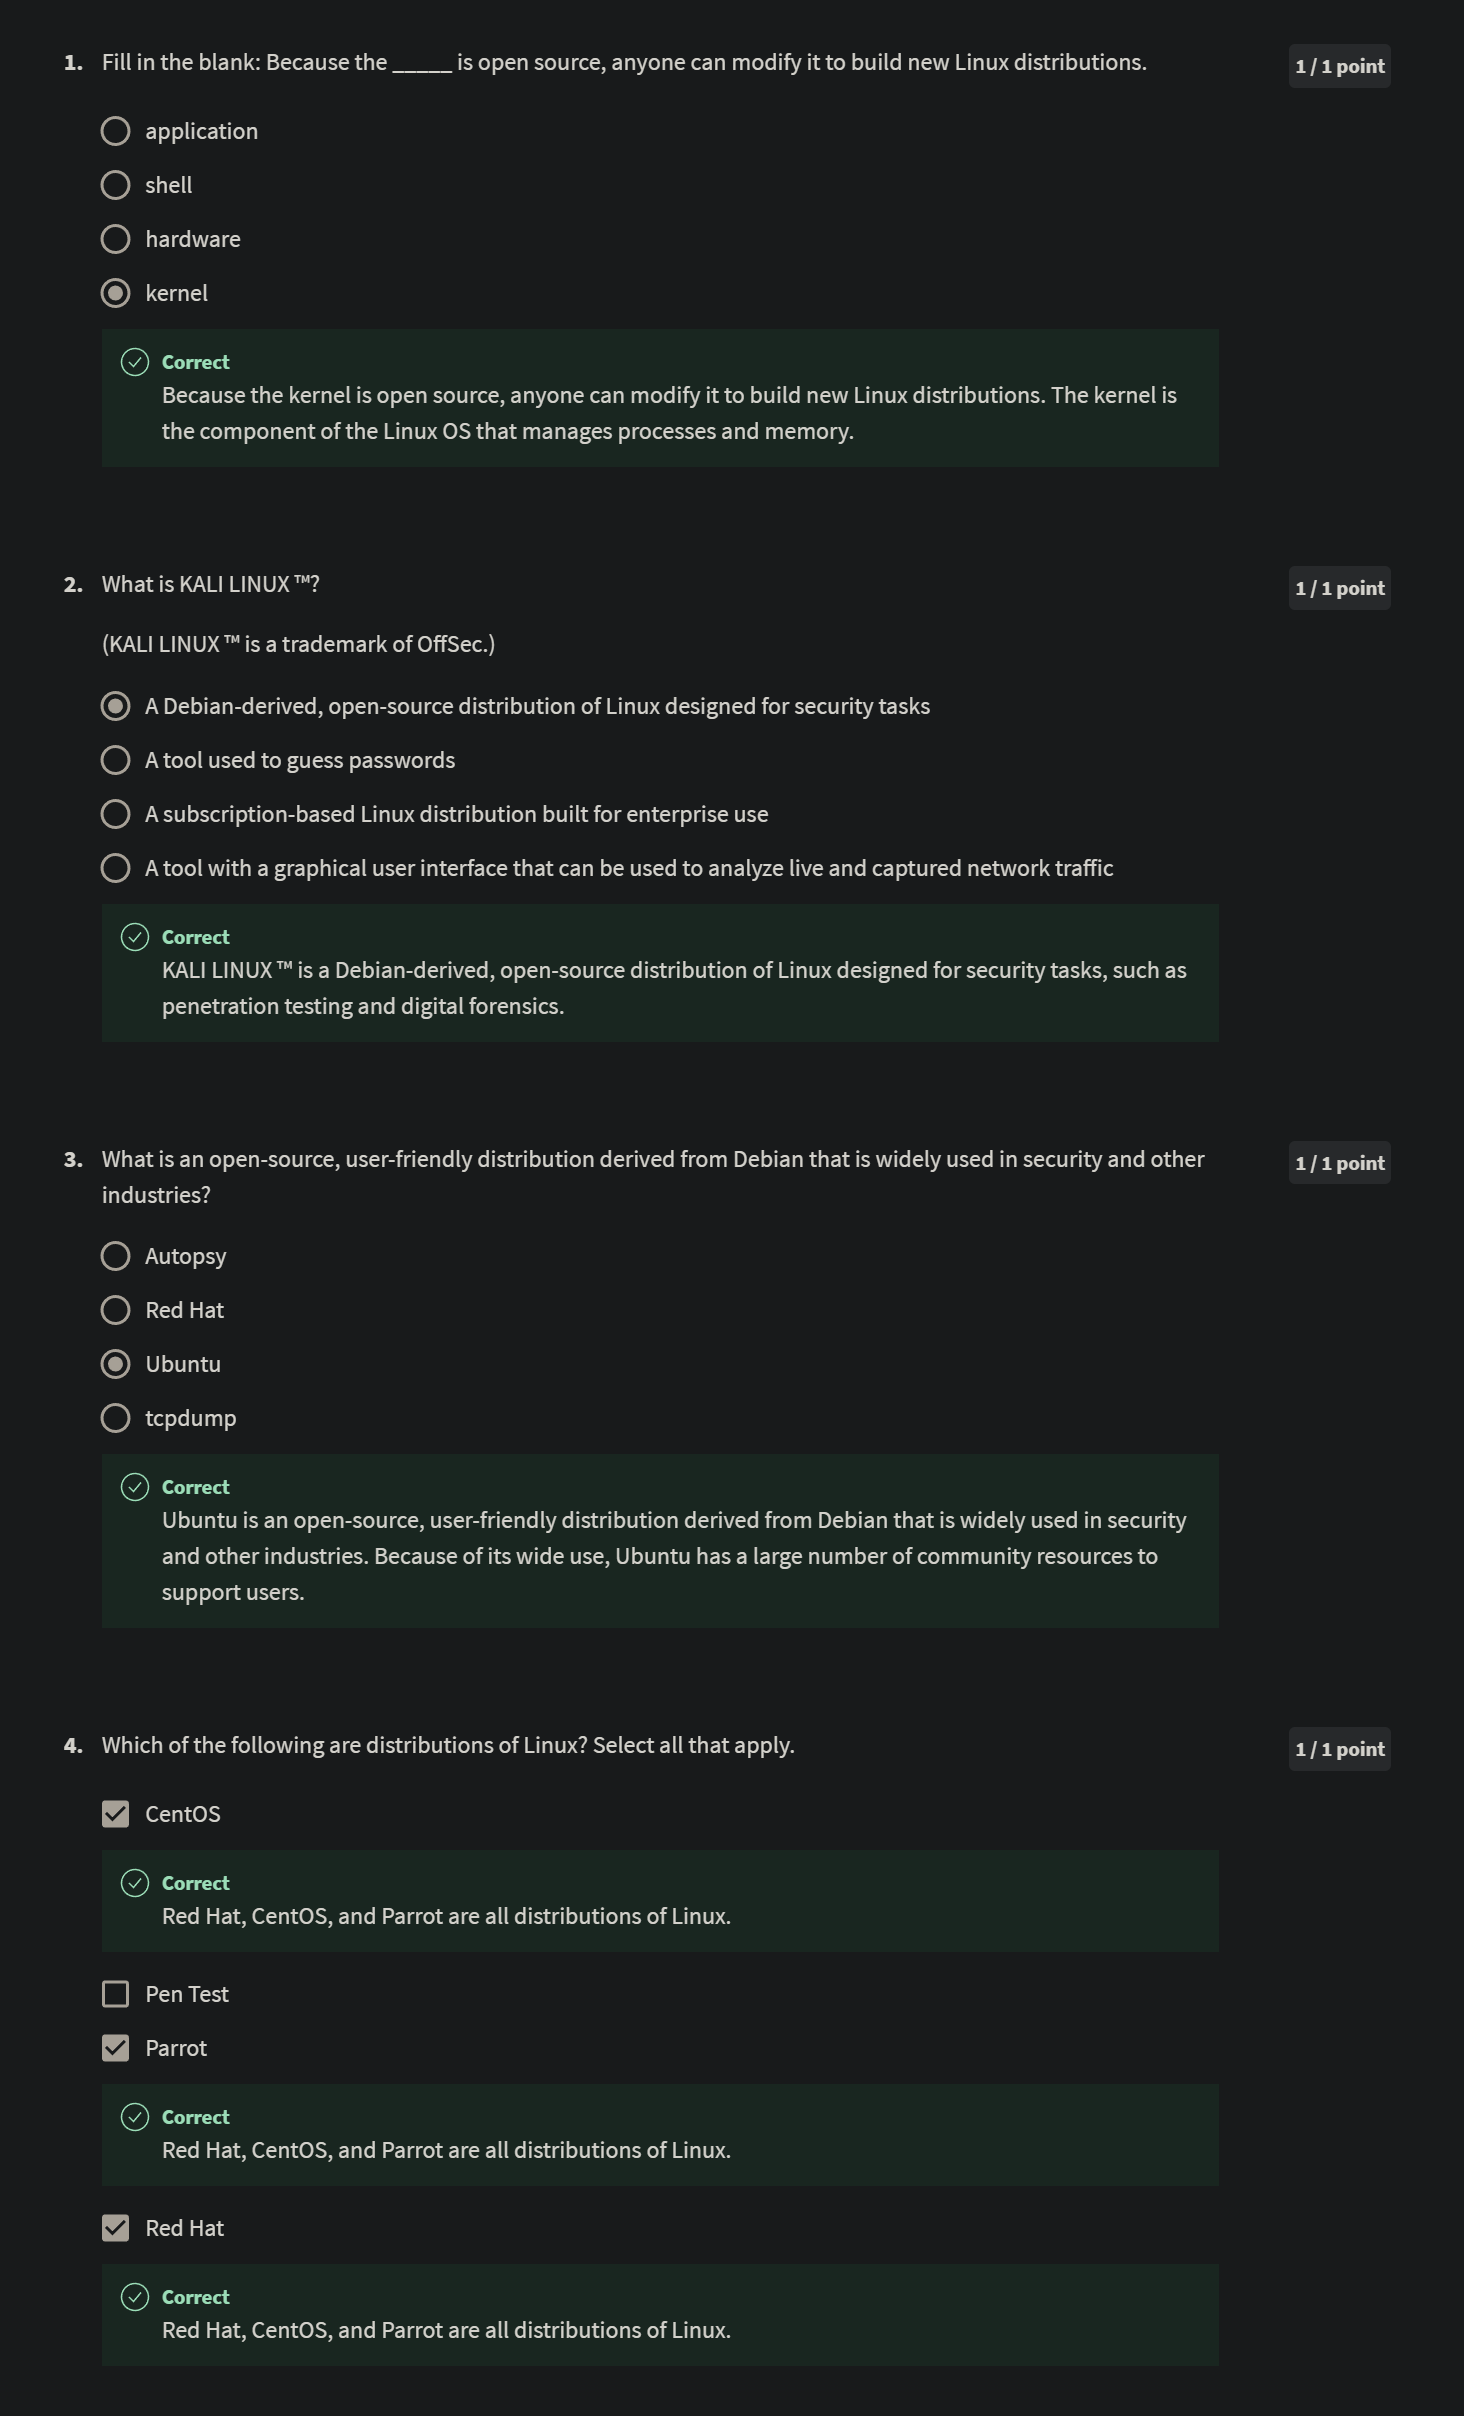 1. Fill in the blank: Because the _____ is open source, anyone can modify it to build new Linux distributions.
1 / 1 point
application
shell
hardware
kernel
Correct
Because the kernel is open source, anyone can modify it to build new Linux distributions. The kernel is
the component of the Linux OS that manages processes and memory.
2. What is KALI LINUX ™?
1 / 1 point
(KALI LINUX ™ is a trademark of OffSec.)
A Debian-derived, open-source distribution of Linux designed for security tasks
A tool used to guess passwords
A subscription-based Linux distribution built for enterprise use
A tool with a graphical user interface that can be used to analyze live and captured network traffic
Correct
KALI LINUX ™ is a Debian-derived, open-source distribution of Linux designed for security tasks, such as
penetration testing and digital forensics.
3. What is an open-source, user-friendly distribution derived from Debian that is widely used in security and other
industries?
1 / 1 point
Autopsy
Red Hat
Ubuntu
tcpdump
Correct
Ubuntu is an open-source, user-friendly distribution derived from Debian that is widely used in security
and other industries. Because of its wide use, Ubuntu has a large number of community resources to
support users.
4. Which of the following are distributions of Linux? Select all that apply.
1 / 1 point
CentOS
Correct
Red Hat, CentOS, and Parrot are all distributions of Linux.
Pen Test
Parrot
Correct
Red Hat, CentOS, and Parrot are all distributions of Linux.
Red Hat
Correct
Red Hat, CentOS, and Parrot are all distributions of Linux.